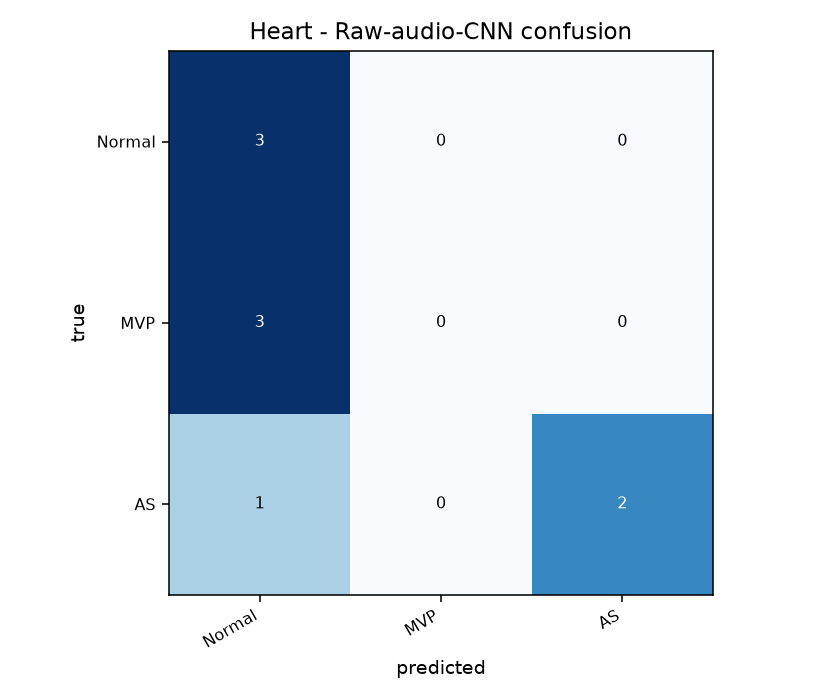 Heart - Raw-audio-CNN confusion
Normal 3 0 0
MVP 3 0 0
AS 1 0 2
true
Normal MVP AS
predicted